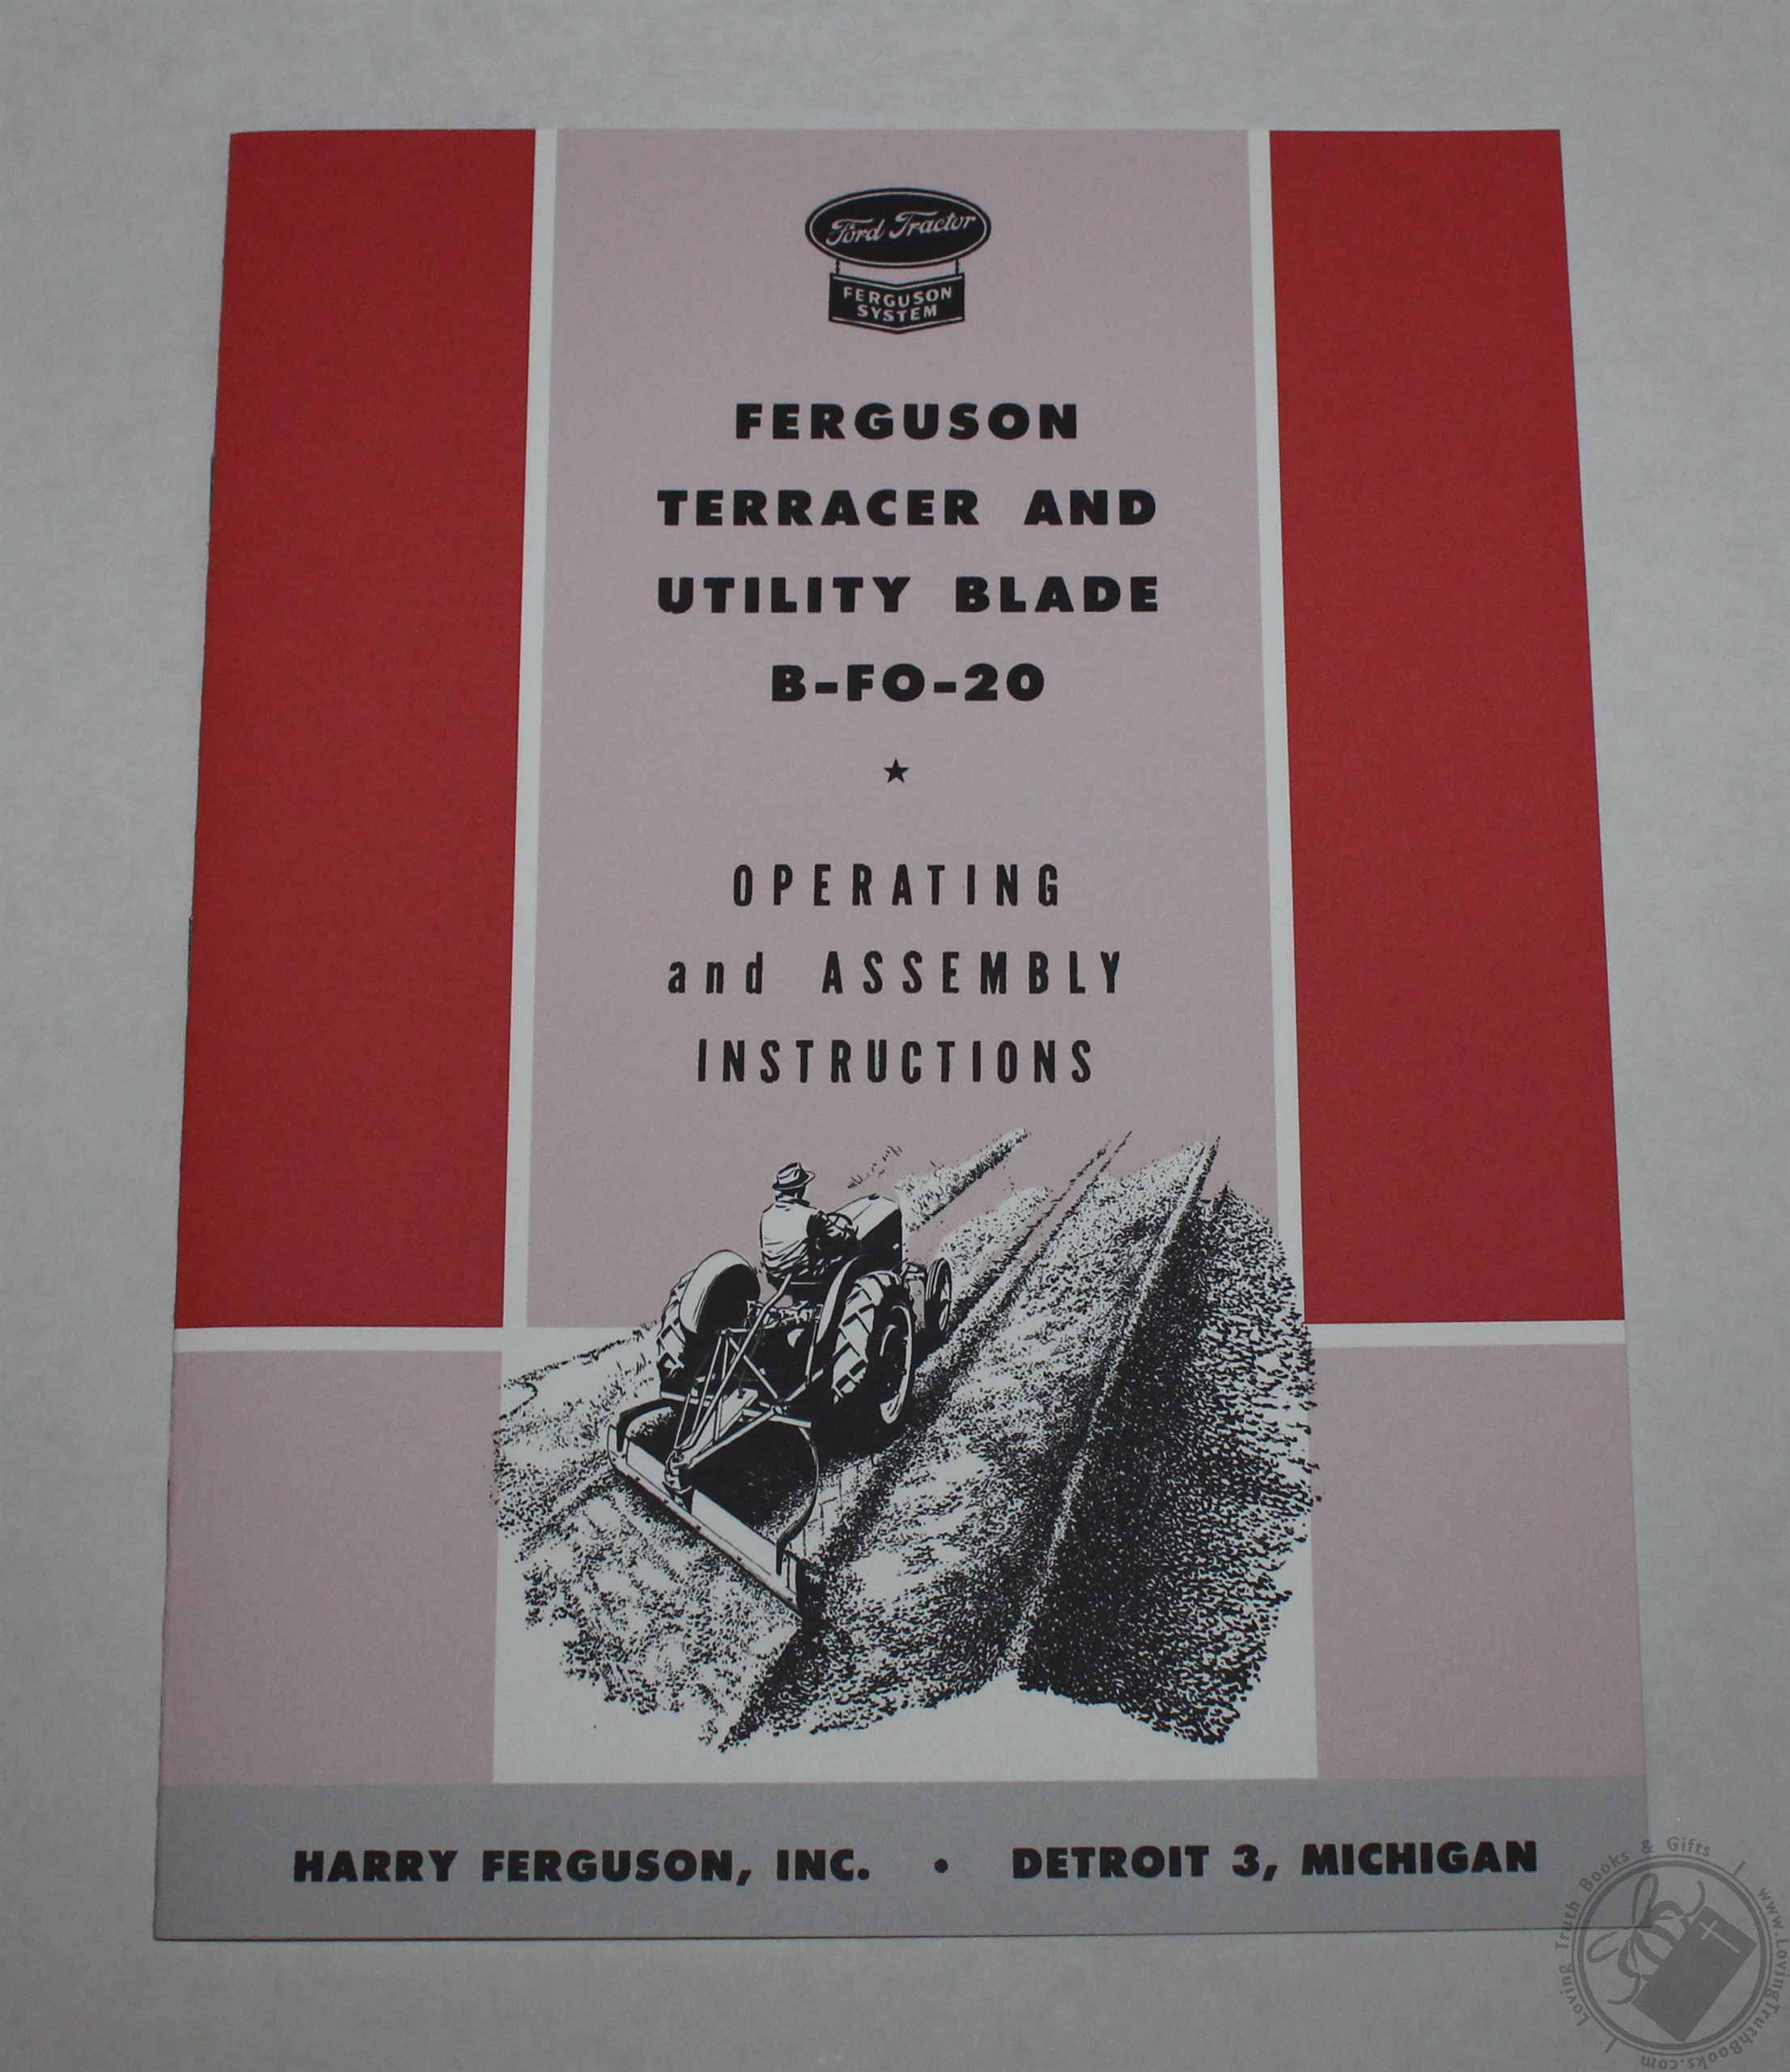 Ford Tractor
FERGUSON
SYSTEM
FERGUSON
TERRACER AND
UTILITY BLADE
B-FO-20
★
OPERATING
and ASSEMBLY
INSTRUCTIONS
HARRY FERGUSON, INC. • DETROIT 3, MICHIGAN
Loving Truth Books & Gifts
www.LovingTruthBooks.com